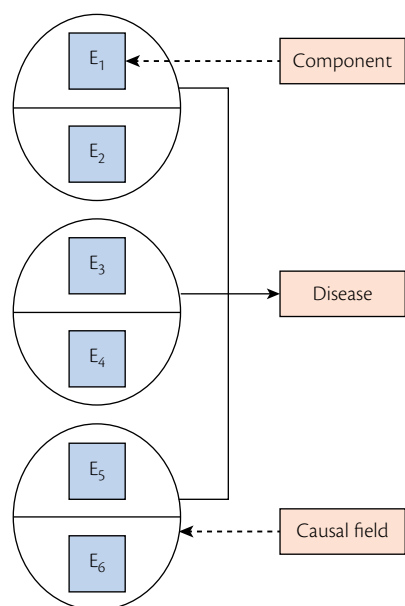 E₁
Component
E₂
E₃
Disease
E₄
E₅
Causal field
E₆